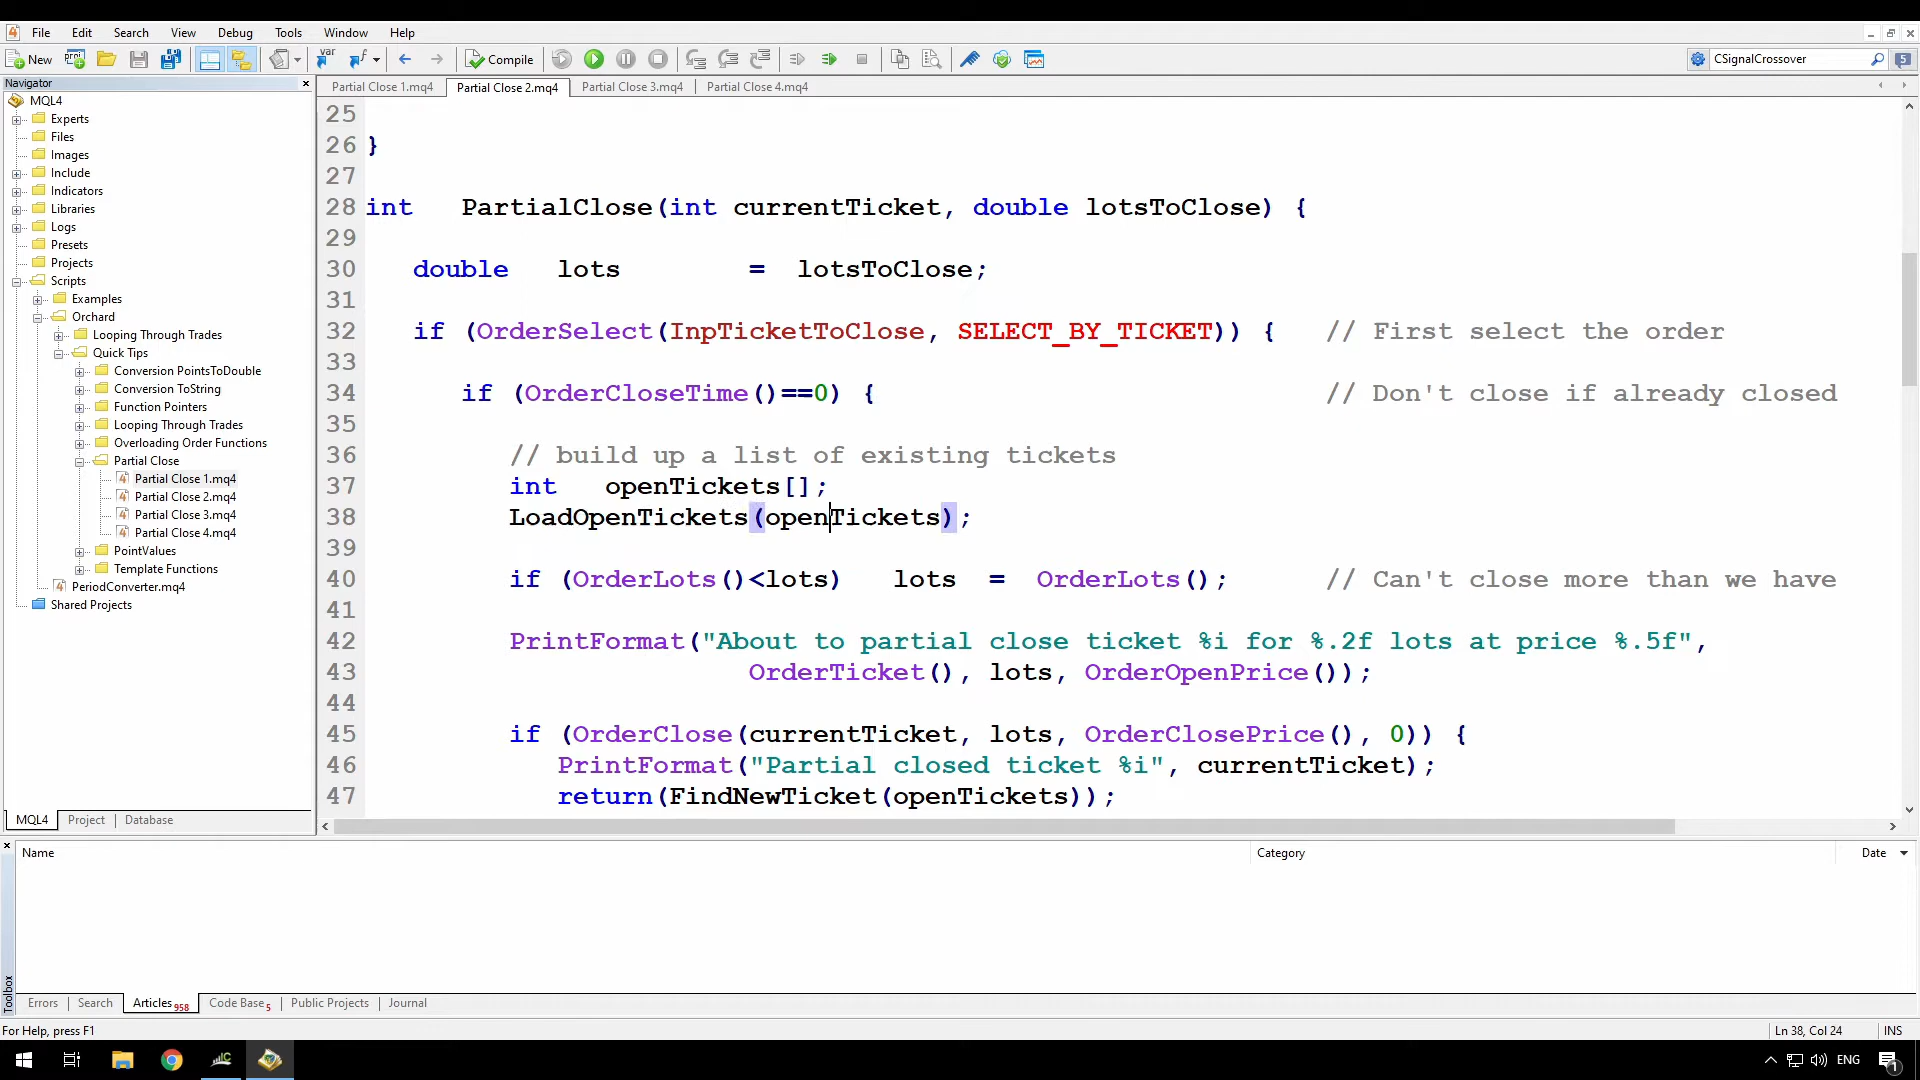 File Edit Search View Debug Tools Window Help
New Compile CSignalCrossover 5
Navigator
Partial Close 1.mq4 Partial Close 2.mq4 Partial Close 3.mq4 Partial Close 4.mq4
MQL4
Experts
Files
Images
Include
Indicators
Libraries
Logs
Presets
Projects
Scripts
Examples
Orchard
Looping Through Trades
Quick Tips
Conversion PointsToDouble
Conversion ToString
Function Pointers
Looping Through Trades
Overloading Order Functions
Partial Close
Partial Close 1.mq4
Partial Close 2.mq4
Partial Close 3.mq4
Partial Close 4.mq4
PointValues
Template Functions
PeriodConverter.mq4
Shared Projects
MQL4 Project Database
25
26 }
27
28 int PartialClose(int currentTicket, double lotsToClose) {
29
30 double lots = lotsToClose;
31
32 if (OrderSelect(InpTicketToClose, SELECT_BY_TICKET)) { // First select the order
33
34 if (OrderCloseTime()==0) { // Don't close if already closed
35
36 // build up a list of existing tickets
37 int openTickets[];
38 LoadOpenTickets(openTickets);
39
40 if (OrderLots()<lots) lots = OrderLots(); // Can't close more than we have
41
42 PrintFormat("About to partial close ticket %i for %.2f lots at price %.5f",
43 OrderTicket(), lots, OrderOpenPrice());
44
45 if (OrderClose(currentTicket, lots, OrderClosePrice(), 0)) {
46 PrintFormat("Partial closed ticket %i", currentTicket);
47 return(FindNewTicket(openTickets));
Name Category Date
Toolbox
Errors Search Articles 958 Code Base 5 Public Projects Journal
For Help, press F1 Ln 38, Col 24 INS
ENG 1